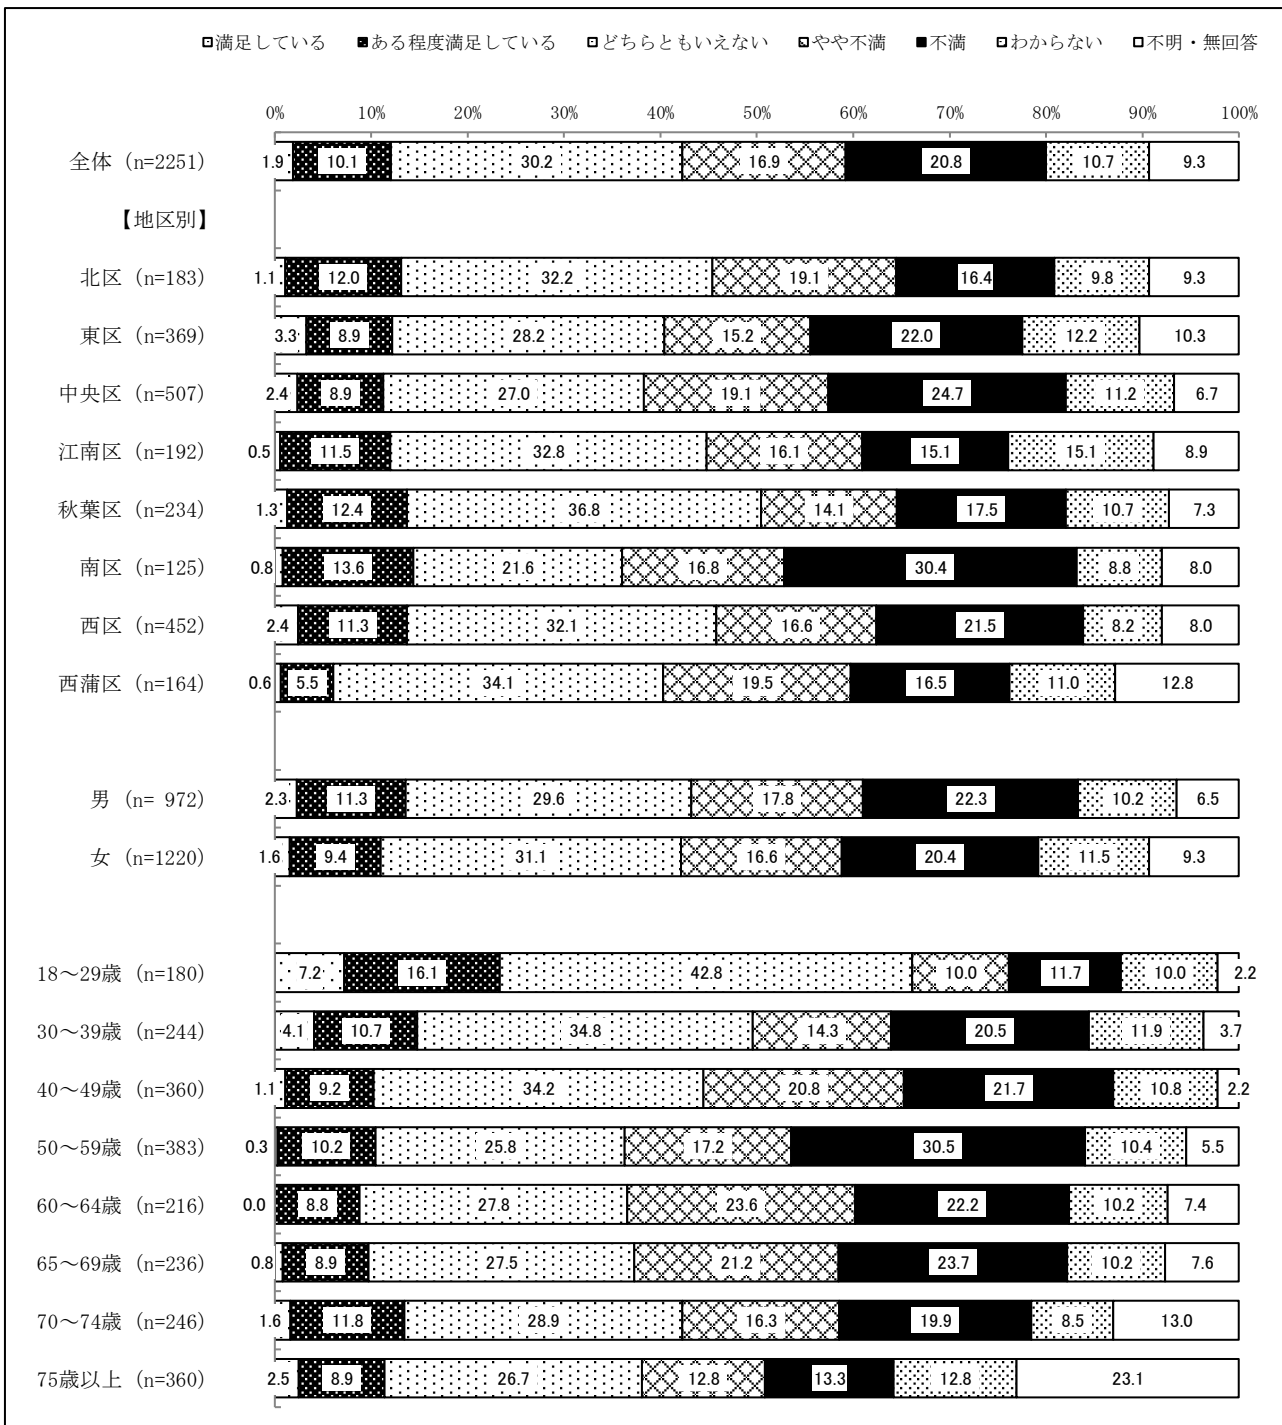 満足している ある程度満足している どちらともいえない やや不満 不満 わからない 不明・無回答
0% 10% 20% 30% 40% 50% 60% 70% 80% 90% 100%
全体 (n=2251) 1.9 10.1 30.2 16.9 20.8 10.7 9.3
【地区別】
北区 (n=183) 1.1 12.0 32.2 19.1 16.4 9.8 9.3
東区 (n=369) 3.3 8.9 28.2 15.2 22.0 12.2 10.3
中央区 (n=507) 2.4 8.9 27.0 19.1 24.7 11.2 6.7
江南区 (n=192) 0.5 11.5 32.8 16.1 15.1 15.1 8.9
秋葉区 (n=234) 1.3 12.4 36.8 14.1 17.5 10.7 7.3
南区 (n=125) 0.8 13.6 21.6 16.8 30.4 8.8 8.0
西区 (n=452) 2.4 11.3 32.1 16.6 21.5 8.2 8.0
西蒲区 (n=164) 0.6 5.5 34.1 19.5 16.5 11.0 12.8
男 (n= 972) 2.3 11.3 29.6 17.8 22.3 10.2 6.5
女 (n=1220) 1.6 9.4 31.1 16.6 20.4 11.5 9.3
18～29歳 (n=180) 7.2 16.1 42.8 10.0 11.7 10.0 2.2
30～39歳 (n=244) 4.1 10.7 34.8 14.3 20.5 11.9 3.7
40～49歳 (n=360) 1.1 9.2 34.2 20.8 21.7 10.8 2.2
50～59歳 (n=383) 0.3 10.2 25.8 17.2 30.5 10.4 5.5
60～64歳 (n=216) 0.0 8.8 27.8 23.6 22.2 10.2 7.4
65～69歳 (n=236) 0.8 8.9 27.5 21.2 23.7 10.2 7.6
70～74歳 (n=246) 1.6 11.8 28.9 16.3 19.9 8.5 13.0
75歳以上 (n=360) 2.5 8.9 26.7 12.8 13.3 12.8 23.1